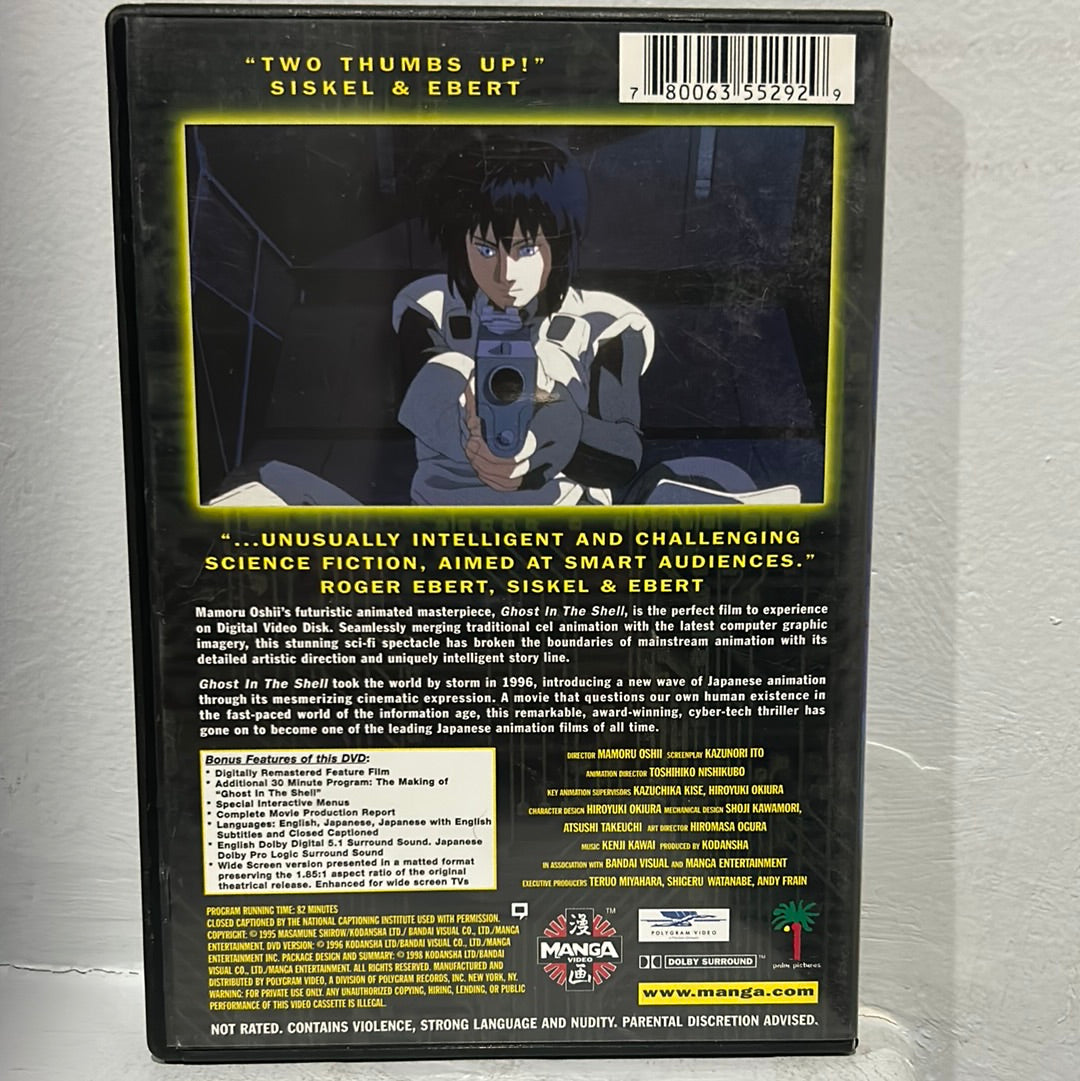 “TWO THUMBS UP!”
SISKEL & EBERT
7 80063 55292 9
“...UNUSUALLY INTELLIGENT AND CHALLENGING
SCIENCE FICTION, AIMED AT SMART AUDIENCES.”
ROGER EBERT, SISKEL & EBERT
Mamoru Oshii's futuristic animated masterpiece, Ghost In The Shell, is the perfect film to experience
on Digital Video Disk. Seamlessly merging traditional cel animation with the latest computer graphic
imagery, this stunning sci-fi spectacle has broken the boundaries of mainstream animation with its
detailed artistic direction and uniquely intelligent story line.
Ghost In The Shell took the world by storm in 1996, introducing a new wave of Japanese animation
through its mesmerizing cinematic expression. A movie that questions our own human existence in
the fast-paced world of the information age, this remarkable, award-winning, cyber-tech thriller has
gone on to become one of the leading Japanese animation films of all time.
Bonus Features of this DVD:
* Digitally Remastered Feature Film
* Additional 30 Minute Program: The Making of
“Ghost In The Shell”
* Special Interactive Menus
* Complete Movie Production Report
* Languages: English, Japanese, Japanese with English
Subtitles and Closed Captioned
* English Dolby Digital 5.1 Surround Sound. Japanese
Dolby Pro Logic Surround Sound
* Wide Screen version presented in a matted format
preserving the 1.85:1 aspect ratio of the original
theatrical release. Enhanced for wide screen TVs
DIRECTOR MAMORU OSHII SCREENPLAY KAZUNORI ITO
ANIMATION DIRECTOR TOSHIHIKO NISHIKUBO
KEY ANIMATION SUPERVISORS KAZUCHIKA KISE, HIROYUKI OKIURA
CHARACTER DESIGN HIROYUKI OKIURA MECHANICAL DESIGN SHOJI KAWAMORI,
ATSUSHI TAKEUCHI ART DIRECTOR HIROMASA OGURA
MUSIC KENJI KAWAI PRODUCED BY KODANSHA
IN ASSOCIATION WITH BANDAI VISUAL AND MANGA ENTERTAINMENT
EXECUTIVE PRODUCERS TERUO MIYAHARA, SHIGERU WATANABE, ANDY FRAIN
PROGRAM RUNNING TIME: 82 MINUTES
CLOSED CAPTIONED BY THE NATIONAL CAPTIONING INSTITUTE USED WITH PERMISSION.
COPYRIGHT: © 1995 MASAMUNE SHIROW/KODANSHA LTD./ BANDAI VISUAL CO., LTD./MANGA
ENTERTAINMENT. DVD VERSION: © 1996 KODANSHA LTD/BANDAI VISUAL CO., LTD./MANGA
ENTERTAINMENT INC. PACKAGE DESIGN AND SUMMARY: © 1998 KODANSHA LTD/BANDAI
VISUAL CO., LTD./MANGA ENTERTAINMENT. ALL RIGHTS RESERVED. MANUFACTURED AND
DISTRIBUTED BY POLYGRAM VIDEO, A DIVISION OF POLYGRAM RECORDS, INC. NEW YORK, NY.
WARNING: FOR PRIVATE USE ONLY. ANY UNAUTHORIZED COPYING, HIRING, LENDING, OR PUBLIC
PERFORMANCE OF THIS VIDEO CASSETTE IS ILLEGAL.
漫 TM
MANGA
VIDEO
画
POLYGRAM VIDEO
DOLBY SURROUND TM
palm pictures
www.manga.com
NOT RATED. CONTAINS VIOLENCE, STRONG LANGUAGE AND NUDITY. PARENTAL DISCRETION ADVISED.